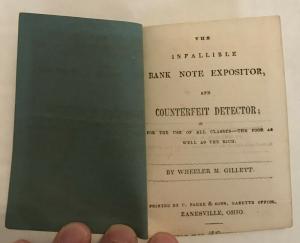 THE
INFALLIBLE
BANK NOTE EXPOSITOR,
AND
COUNTERFEIT DETECTOR;
FOR THE USE OF ALL CLASSES—THE POOR AS
WELL AS THE RICH.
BY WHEELER M. GILLETT.
PRINTED BY U. PARKE & SONS, GAZETTE OFFICE,
ZANESVILLE, OHIO.